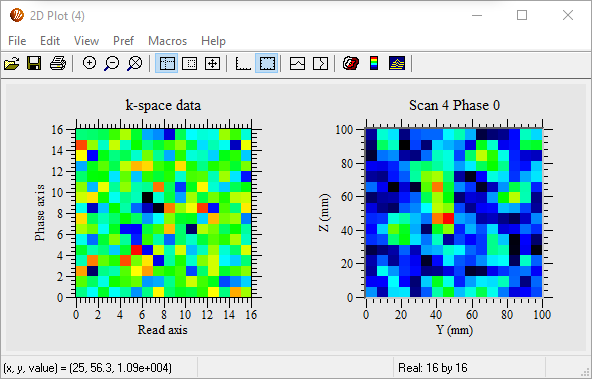 2D Plot (4)
File Edit View Pref Macros Help
k-space data
Scan 4 Phase 0
16
14
12
10
8
6
4
2
0
Phase axis
0 2 4 6 8 10 12 14 16
Read axis
100
80
60
40
20
0
Z (mm)
0 20 40 60 80 100
Y (mm)
(x, y, value) = (25, 56.3, 1.09e+004)
Real: 16 by 16